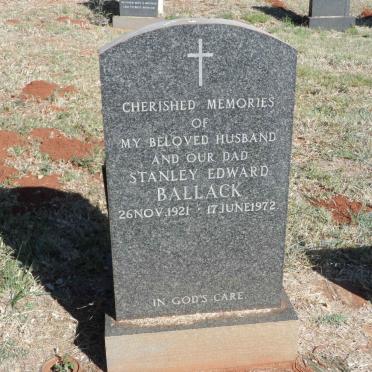 CHERISHED MEMORIES
OF
MY BELOVED HUSBAND
AND OUR DAD
STANLEY EDWARD
BALLACK
26 NOV. 1921 - 17 JUNE 1972
IN GOD'S CARE